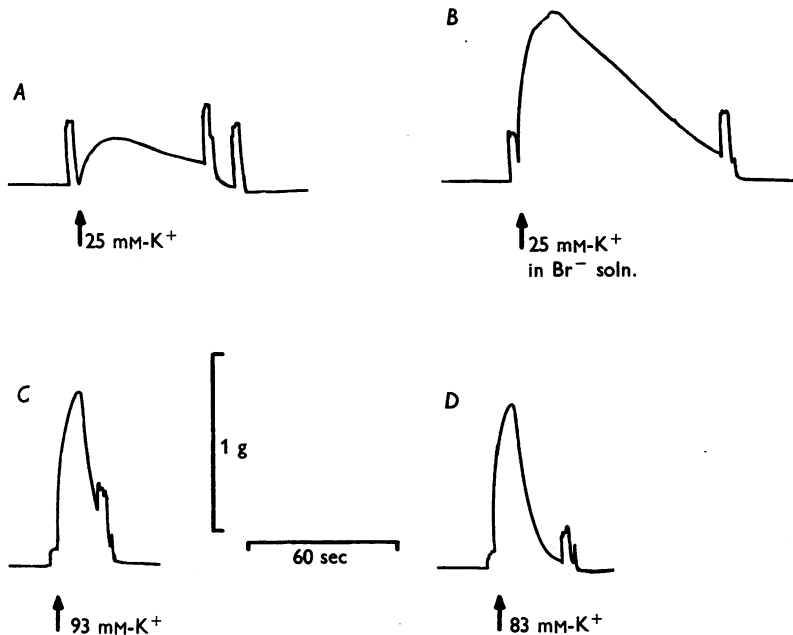 A
B
25 mM-K⁺
25 mM-K⁺
in Br⁻ soln.
C
D
1 g
60 sec
93 mM-K⁺
83 mM-K⁺